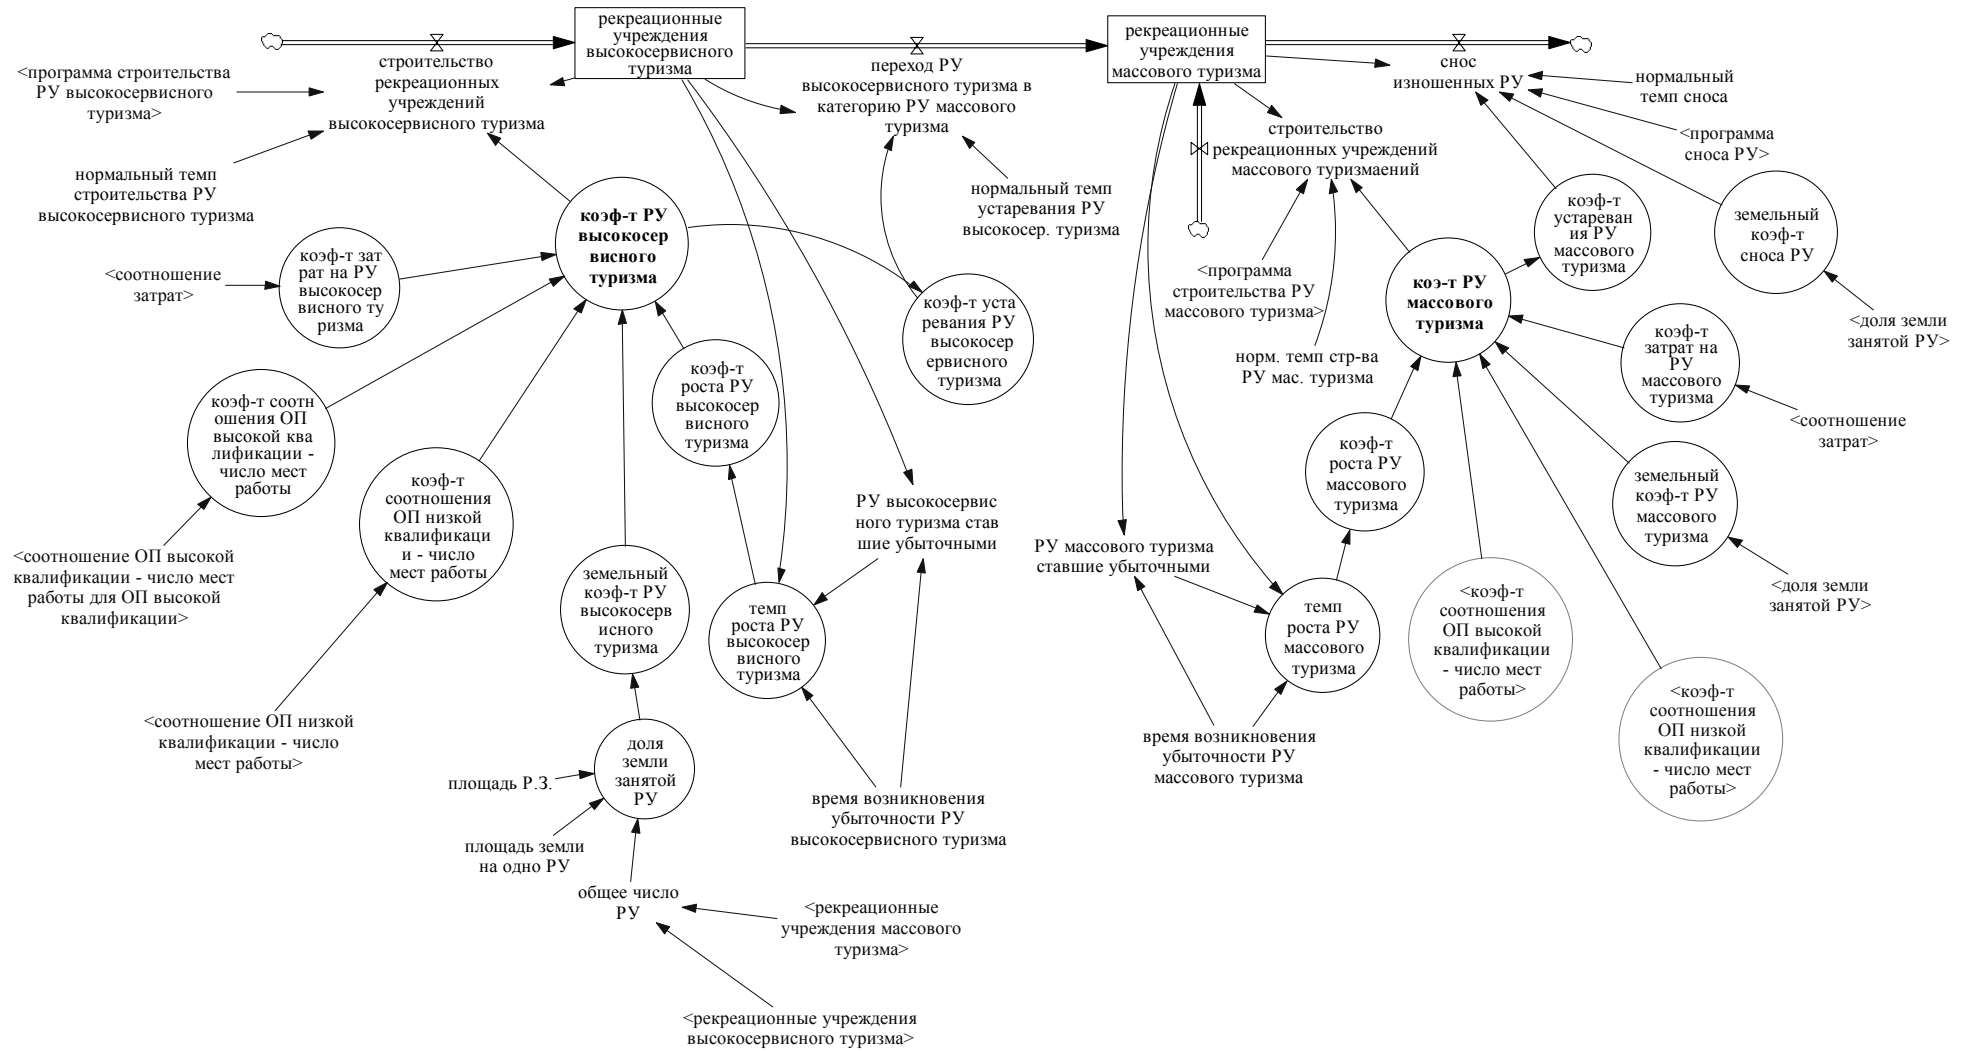 рекреационные
учреждения
высокосервисного
туризма
рекреационные
учреждения
массового туризма
строительство
рекреационных
учреждений
высокосервисного туризма
<программа строительства
РУ высокосервисного
туризма>
переход РУ
высокосервисного туризма в
категорию РУ массового
туризма
снос
изношенных РУ
нормальный
темп сноса
<программа
сноса РУ>
строительство
рекреационных учреждений
массового туризмаений
нормальный темп
строительства РУ
высокосервисного туризма
нормальный темп
устаревания РУ
высокосер. туризма
коэф-т РУ
высокосер
висного
туризма
коэф-т
устареван
ия РУ
массового
туризма
земельный
коэф-т
сноса РУ
<соотношение
затрат>
коэф-т зат
рат на РУ
высокосер
висного ту
ризма
<программа
строительства РУ
массового туризма>
коэ-т РУ
массового
туризма
коэф-т уста
ревания РУ
высокосер
ервисного
туризма
<доля земли
занятой РУ>
норм. темп стр-ва
РУ мас. туризма
коэф-т
затрат на
РУ
массового
туризма
коэф-т
роста РУ
высокосер
висного
туризма
коэф-т соотн
ошения ОП
высокой ква
лификации -
число мест
работы
<соотношение
затрат>
коэф-т
роста РУ
массового
туризма
коэф-т
соотношения
ОП низкой
квалификаци
и - число
мест работы
земельный
коэф-т РУ
массового
туризма
РУ высокосервис
ного туризма став
шие убыточными
РУ массового туризма
ставшие убыточными
<соотношение ОП высокой
квалификации - число мест
работы для ОП высокой
квалификации>
земельный
коэф-т РУ
высокосерв
исного
туризма
темп
роста РУ
высокосер
висного
туризма
темп
роста РУ
массового
туризма
<коэф-т
соотношения
ОП высокой
квалификации
- число мест
работы>
<доля земли
занятой РУ>
<соотношение ОП низкой
квалификации - число
мест работы>
доля
земли
занятой
РУ
время возникновения
убыточности РУ
массового туризма
<коэф-т
соотношения
ОП низкой
квалификации
- число мест
работы>
площадь Р.З.
время возникновения
убыточности РУ
высокосервисного туризма
площадь земли
на одно РУ
общее число
РУ
<рекреационные
учреждения массового
туризма>
<рекреационные учреждения
высокосервисного туризма>